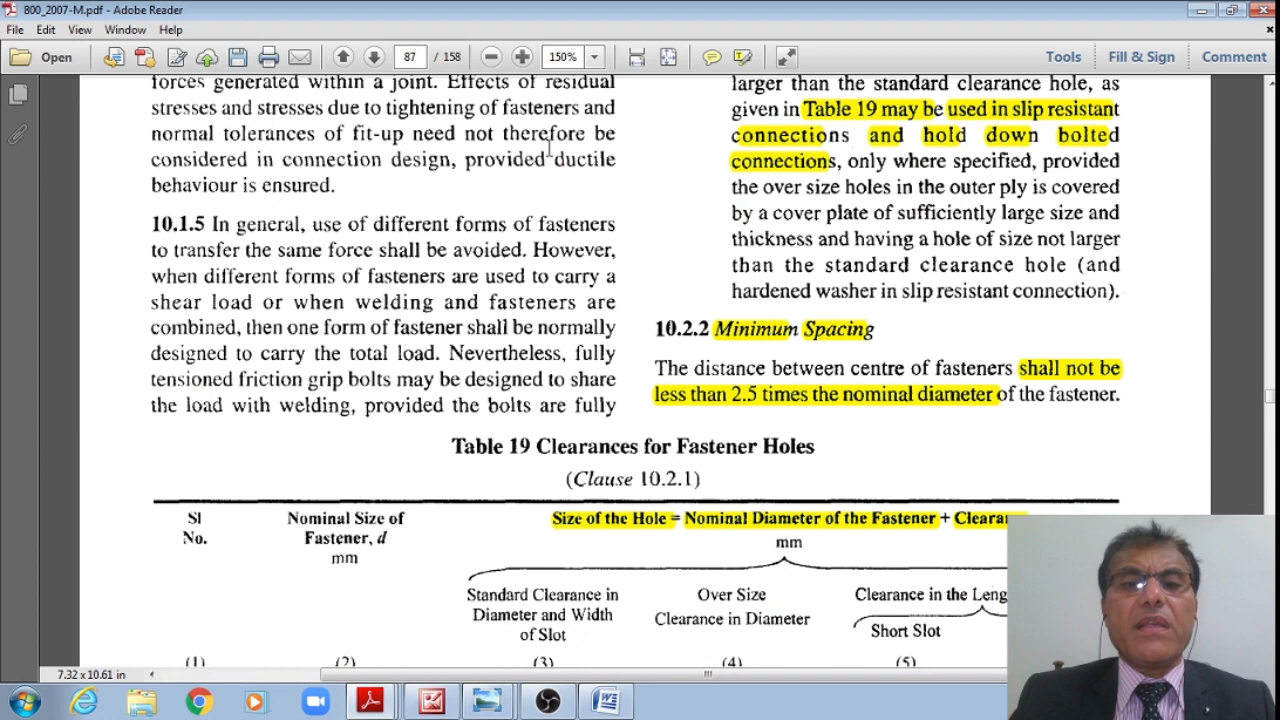 800_2007-M.pdf - Adobe Reader
File Edit View Window Help
Open 87 / 158 150% Tools Fill & Sign Comment
forces generated within a joint. Effects of residual
stresses and stresses due to tightening of fasteners and
normal tolerances of fit-up need not therefore be
considered in connection design, provided ductile
behaviour is ensured.
10.1.5 In general, use of different forms of fasteners
to transfer the same force shall be avoided. However,
when different forms of fasteners are used to carry a
shear load or when welding and fasteners are
combined, then one form of fastener shall be normally
designed to carry the total load. Nevertheless, fully
tensioned friction grip bolts may be designed to share
the load with welding, provided the bolts are fully
larger than the standard clearance hole, as
given in Table 19 may be used in slip resistant
connections and hold down bolted
connections, only where specified, provided
the over size holes in the outer ply is covered
by a cover plate of sufficiently large size and
thickness and having a hole of size not larger
than the standard clearance hole (and
hardened washer in slip resistant connection).
10.2.2 Minimum Spacing
The distance between centre of fasteners shall not be
less than 2.5 times the nominal diameter of the fastener.
Table 19 Clearances for Fastener Holes
(Clause 10.2.1)
Sl
No.
Nominal Size of
Fastener, d
mm
Size of the Hole = Nominal Diameter of the Fastener + Clearan
mm
Standard Clearance in
Diameter and Width
of Slot
Over Size
Clearance in Diameter
Clearance in the Leng
Short Slot
(1) (2) (3) (4) (5)
7.32 x 10.61 in